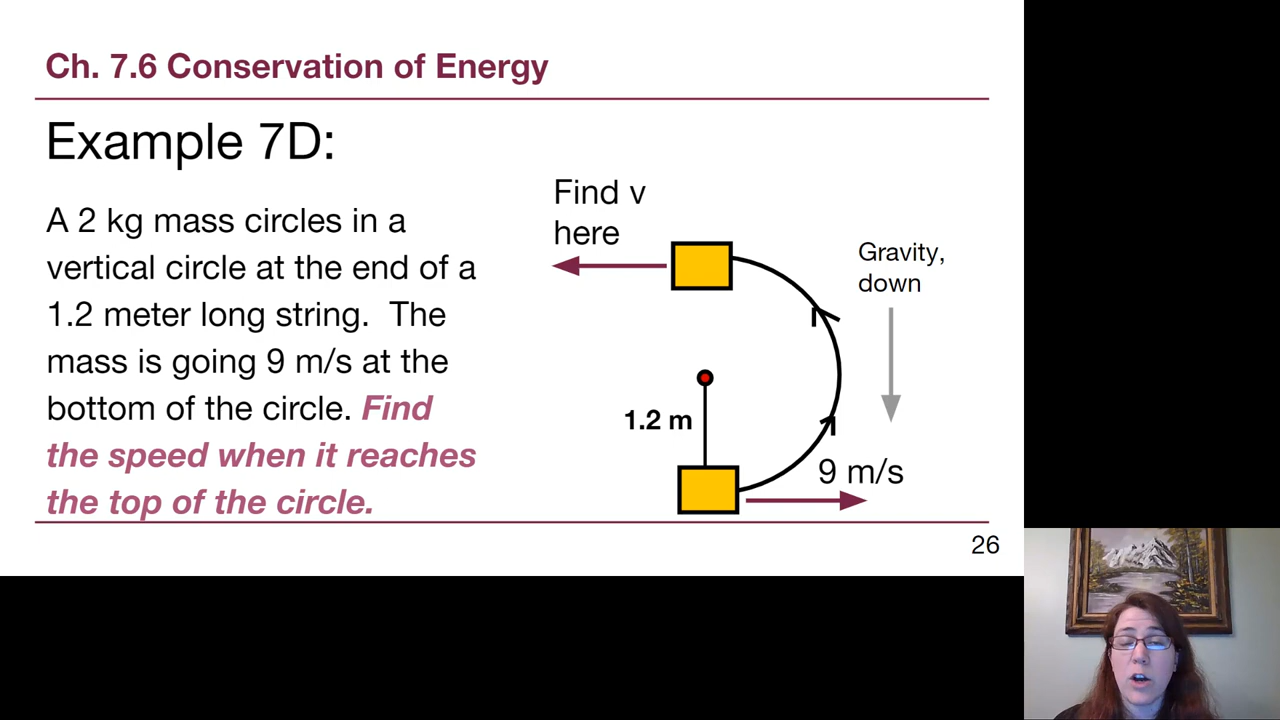 Ch. 7.6 Conservation of Energy
Example 7D:
A 2 kg mass circles in a
vertical circle at the end of a
1.2 meter long string.  The
mass is going 9 m/s at the
bottom of the circle. Find
the speed when it reaches
the top of the circle.
Find v
here
Gravity,
down
1.2 m
9 m/s
26